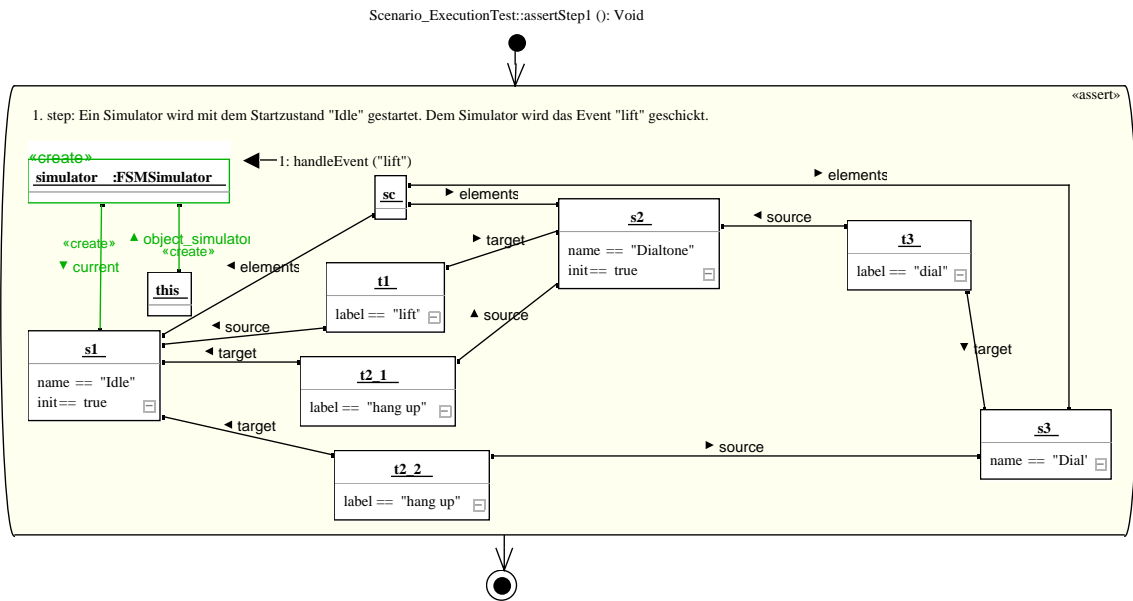 Scenario_ExecutionTest::assertStep1 (): Void
«assert»
1. step: Ein Simulator wird mit dem Startzustand "Idle" gestartet. Dem Simulator wird das Event "lift" geschickt.
«create»
simulator :FSMSimulator
◄ 1: handleEvent ("lift")
sc
► elements
► elements
s2
name == "Dialtone"
init== true
◄ source
t3
label == "dial"
«create»
▼ current
▲ object_simulator
«create»
this
◄ elements
► target
t1
label == "lift'
▲ source
◄ source
◄ target
▼ target
s1
name == "Idle"
init== true
t2_1
label == "hang up"
◄ target
t2_2
label == "hang up"
► source
s3
name == "Dial'